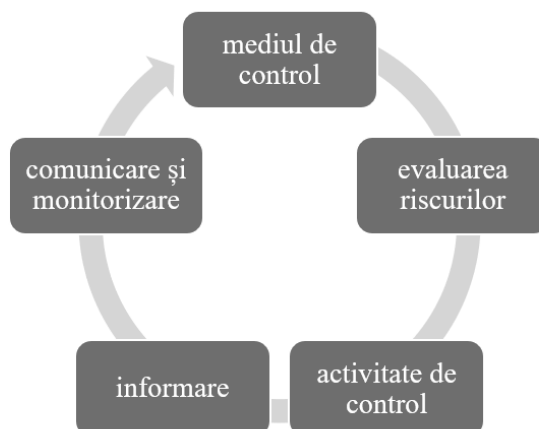 mediul de
control
evaluarea
riscurilor
activitate de
control
informare
comunicare și
monitorizare